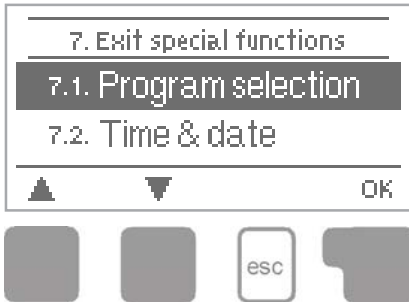 7. Exit special functions
7.1. Program selection
7.2. Time & date
OK
esc